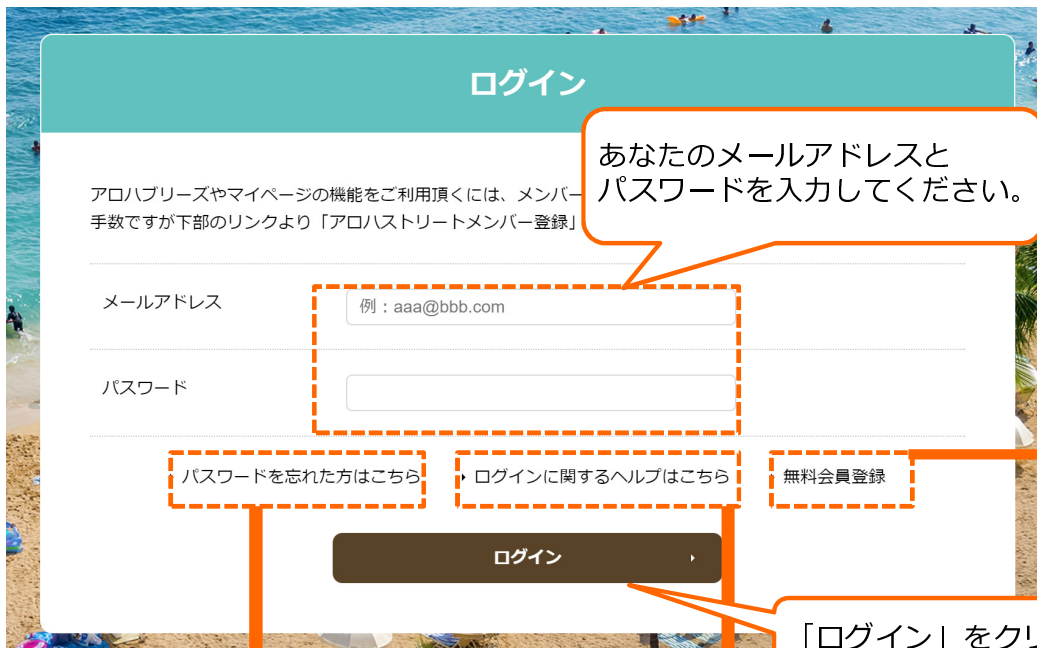 ログイン
あなたのメールアドレスと
パスワードを入力してください。
アロハブリーズやマイページの機能をご利用頂くには、メンバー
手数ですが下部のリンクより「アロハストリートメンバー登録」
メールアドレス
例：aaa@bbb.com
パスワード
パスワードを忘れた方はこちら
ログインに関するヘルプはこちら
無料会員登録
ログイン
「ログイン」をクリ